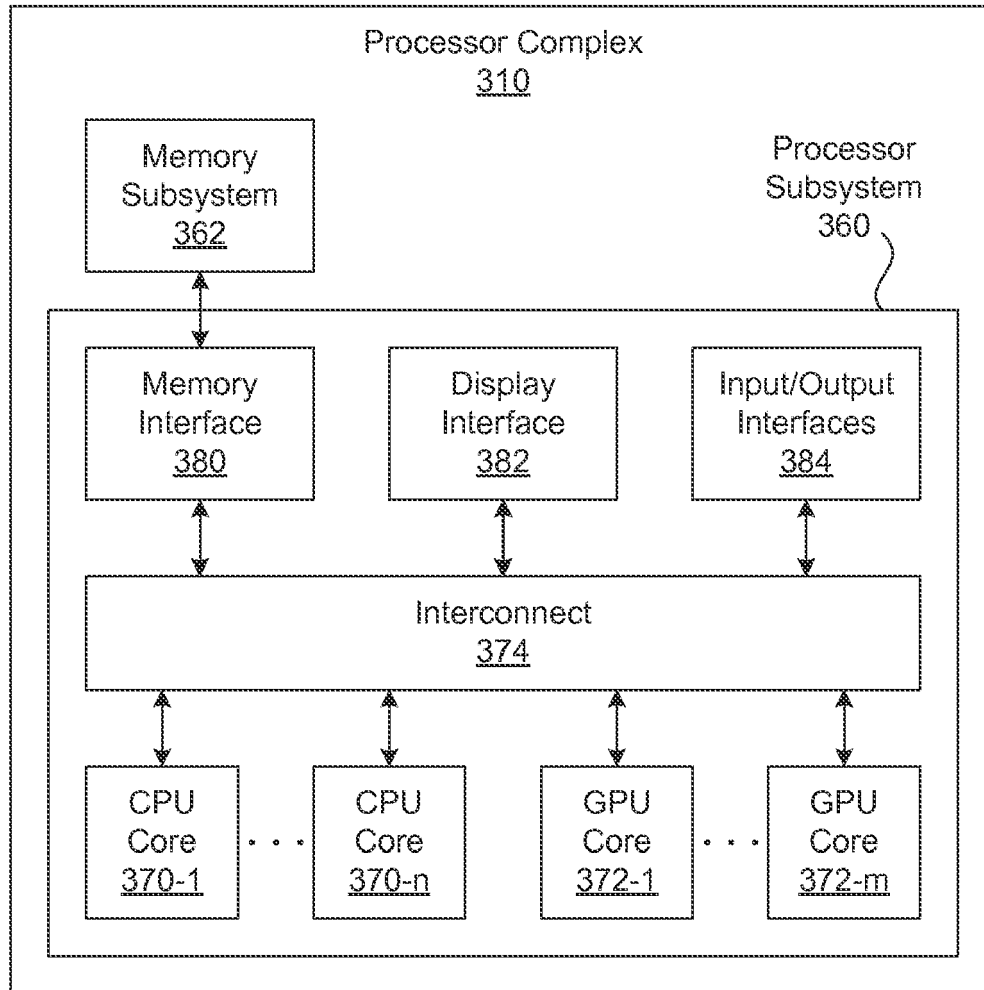 Processor Complex
310
Memory
Subsystem
362
Processor
Subsystem
360
Memory
Interface
380
Display
Interface
382
Input/Output
Interfaces
384
Interconnect
374
CPU
Core
370-1
CPU
Core
370-n
GPU
Core
372-1
GPU
Core
372-m